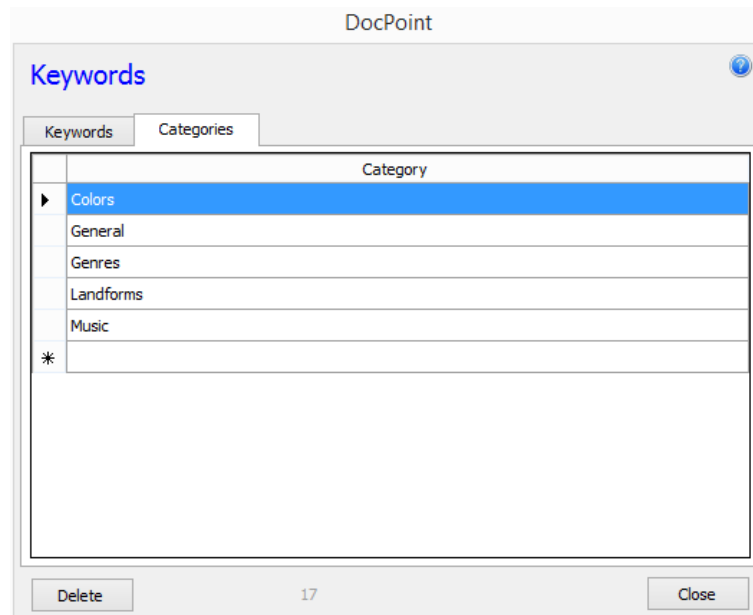 DocPoint
Keywords
Keywords Categories
Category
Colors
General
Genres
Landforms
Music
Delete 17 Close